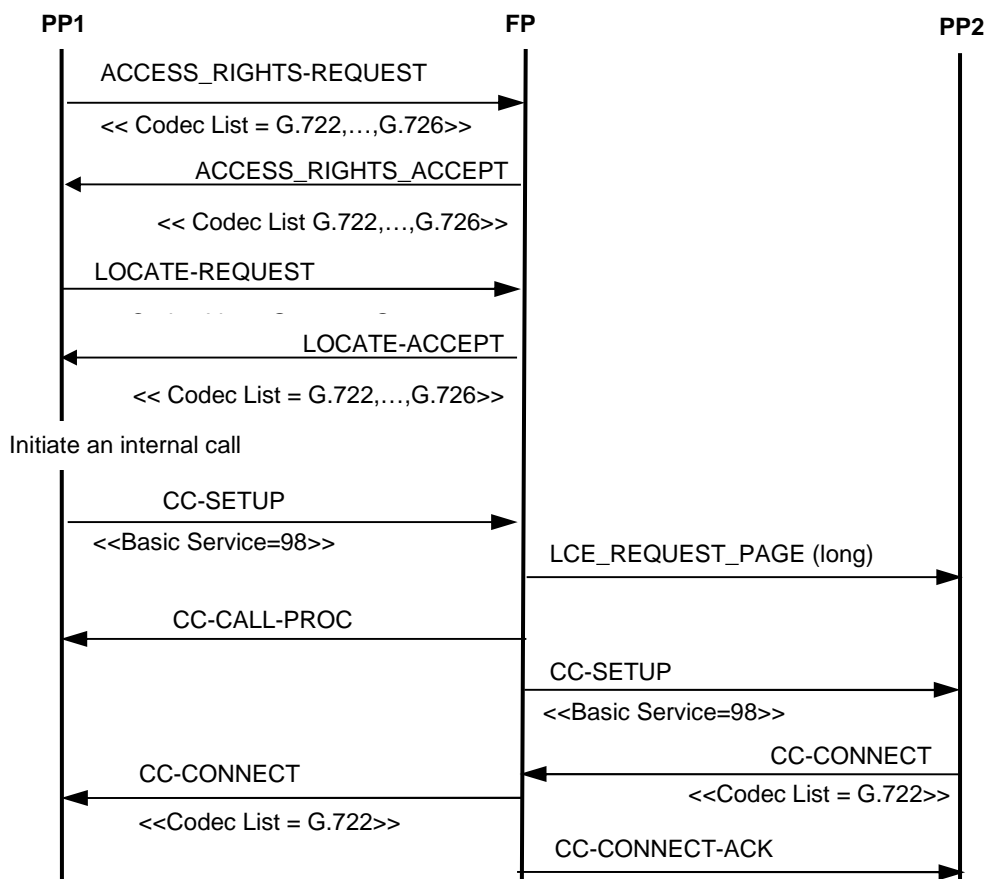 PP1 FP PP2
ACCESS_RIGHTS-REQUEST
<< Codec List = G.722,…,G.726>>
ACCESS_RIGHTS_ACCEPT
<< Codec List G.722,…,G.726>>
LOCATE-REQUEST
LOCATE-ACCEPT
<< Codec List = G.722,…,G.726>>
Initiate an internal call
CC-SETUP
<<Basic Service=98>>
LCE_REQUEST_PAGE (long)
CC-CALL-PROC
CC-SETUP
<<Basic Service=98>>
CC-CONNECT
<<Codec List = G.722>>
CC-CONNECT
<<Codec List = G.722>>
CC-CONNECT-ACK